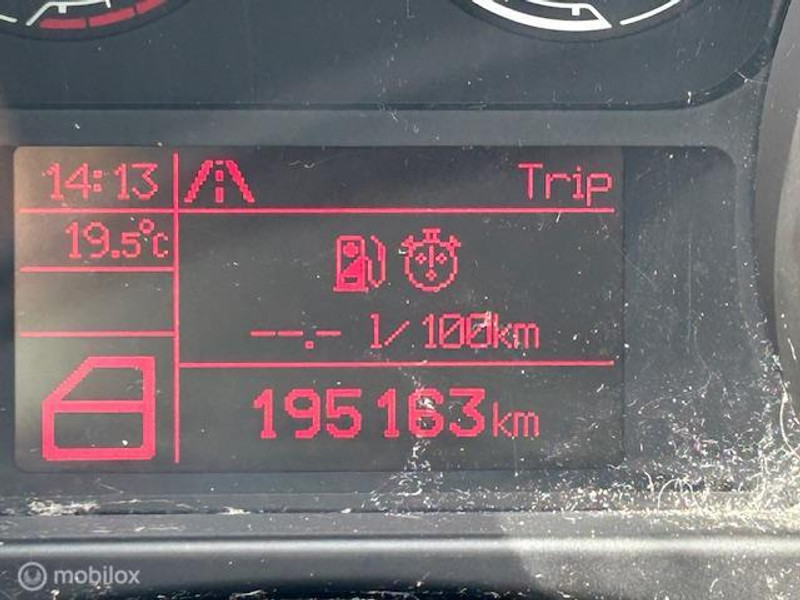 14:13 Trip
19.5°C
--.- l/100km
195163km
mobilox